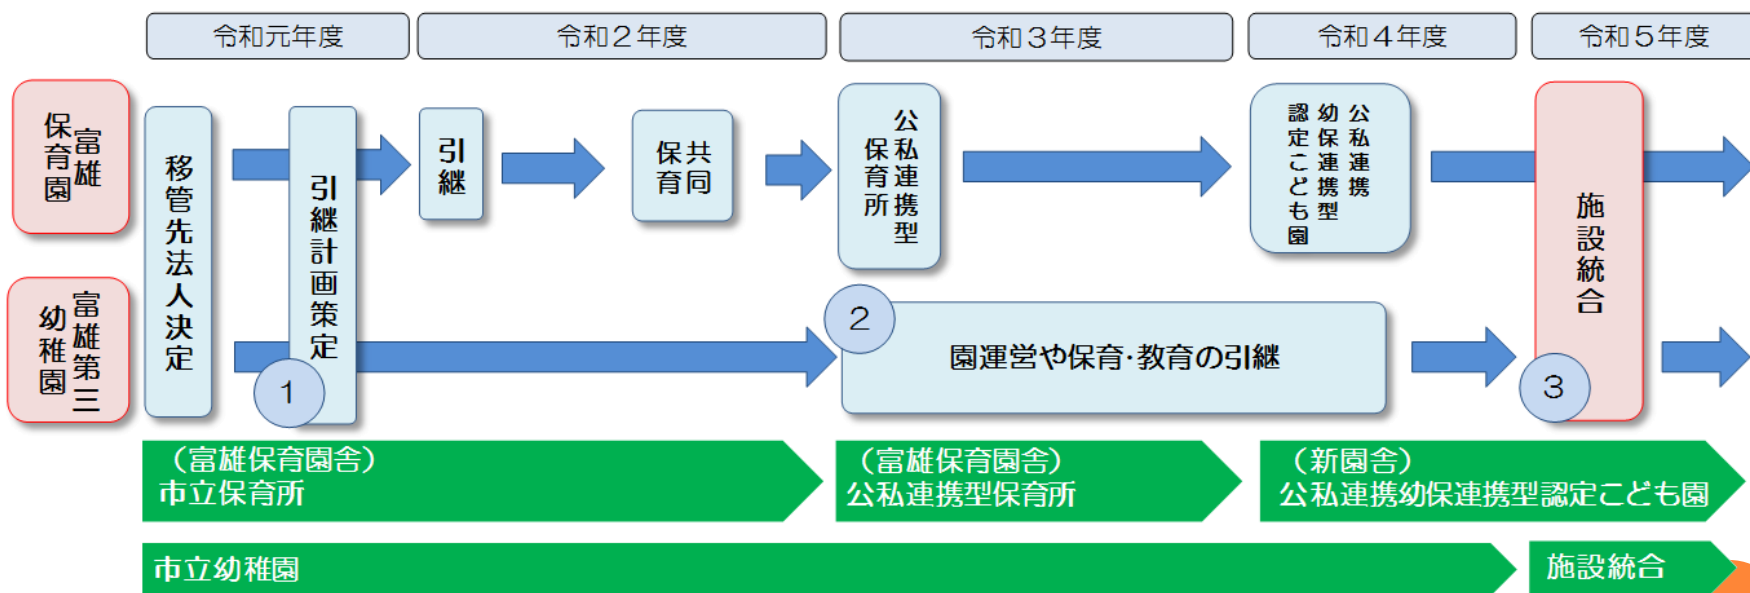 令和元年度
令和２年度
令和３年度
令和４年度
令和５年度
富雄
保育園
移管先法人決定
引継計画策定
引継
共同
保育
公私連携型
保育所
公私連携
幼保連携型
認定こども園
施設統合
富雄第三
幼稚園
1
2
園運営や保育・教育の引継
3
（富雄保育園舎）
市立保育所
（富雄保育園舎）
公私連携型保育所
（新園舎）
公私連携幼保連携型認定こども園
市立幼稚園
施設統合